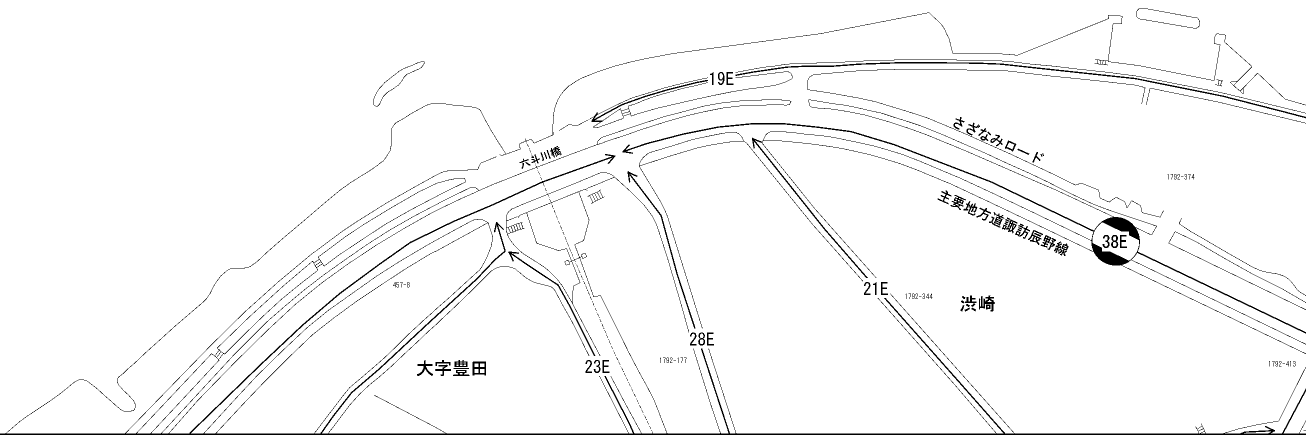 19E
さざなみロード
六斗川橋
1792-374
主要地方道諏訪辰野線
38E
457-8
21E
1792-344
渋崎
28E
1792-177
23E
大字豊田
1792-413